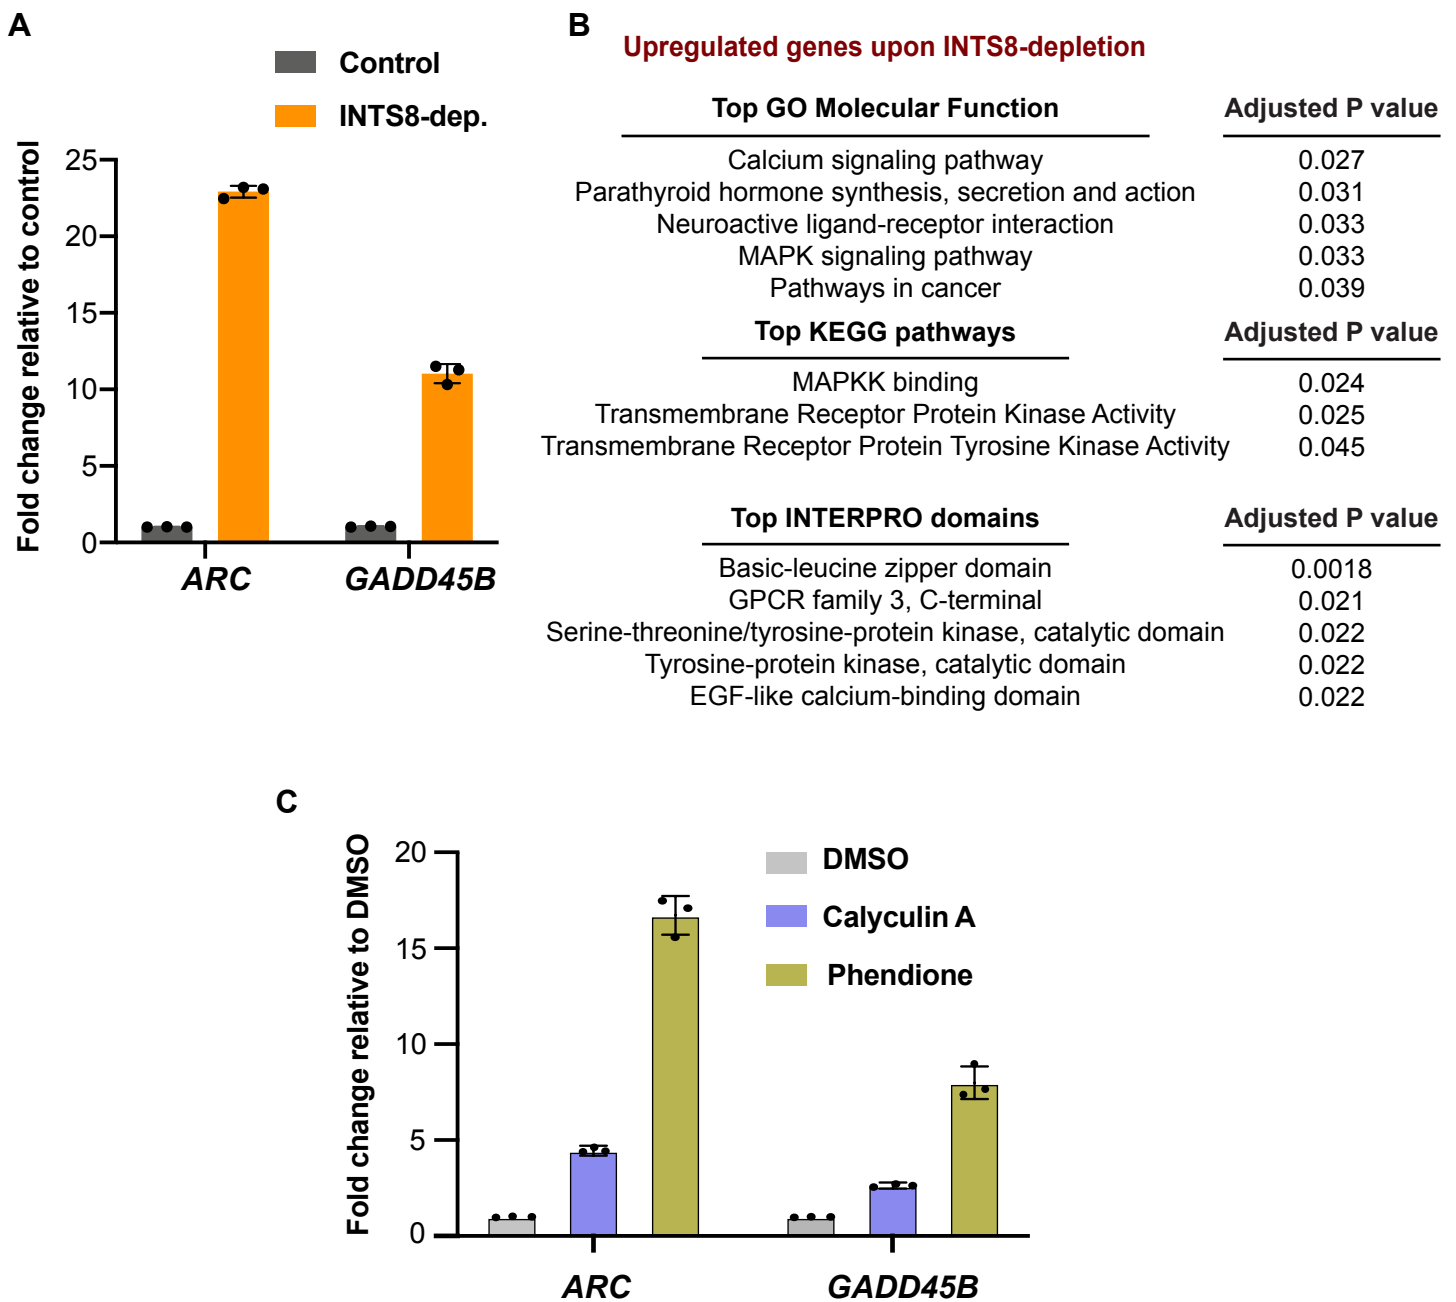 A
Control
INTS8-dep.
Fold change relative to control
25
20
15
10
5
0
ARC
GADD45B
B
Upregulated genes upon INTS8-depletion
Top GO Molecular Function Adjusted P value
Calcium signaling pathway 0.027
Parathyroid hormone synthesis, secretion and action 0.031
Neuroactive ligand-receptor interaction 0.033
MAPK signaling pathway 0.033
Pathways in cancer 0.039
Top KEGG pathways Adjusted P value
MAPKK binding 0.024
Transmembrane Receptor Protein Kinase Activity 0.025
Transmembrane Receptor Protein Tyrosine Kinase Activity 0.045
Top INTERPRO domains Adjusted P value
Basic-leucine zipper domain 0.0018
GPCR family 3, C-terminal 0.021
Serine-threonine/tyrosine-protein kinase, catalytic domain 0.022
Tyrosine-protein kinase, catalytic domain 0.022
EGF-like calcium-binding domain 0.022
C
Fold change relative to DMSO
20
15
10
5
0
DMSO
Calyculin A
Phendione
ARC
GADD45B